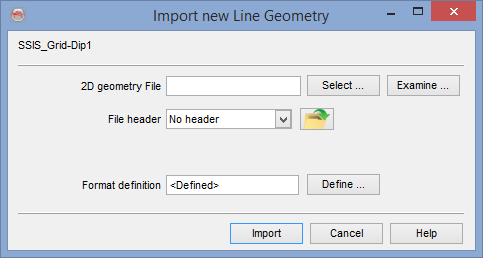 Import new Line Geometry
SSIS_Grid-Dip1
2D geometry File Select ... Examine ...
File header No header
Format definition <Defined> Define ...
Import Cancel Help